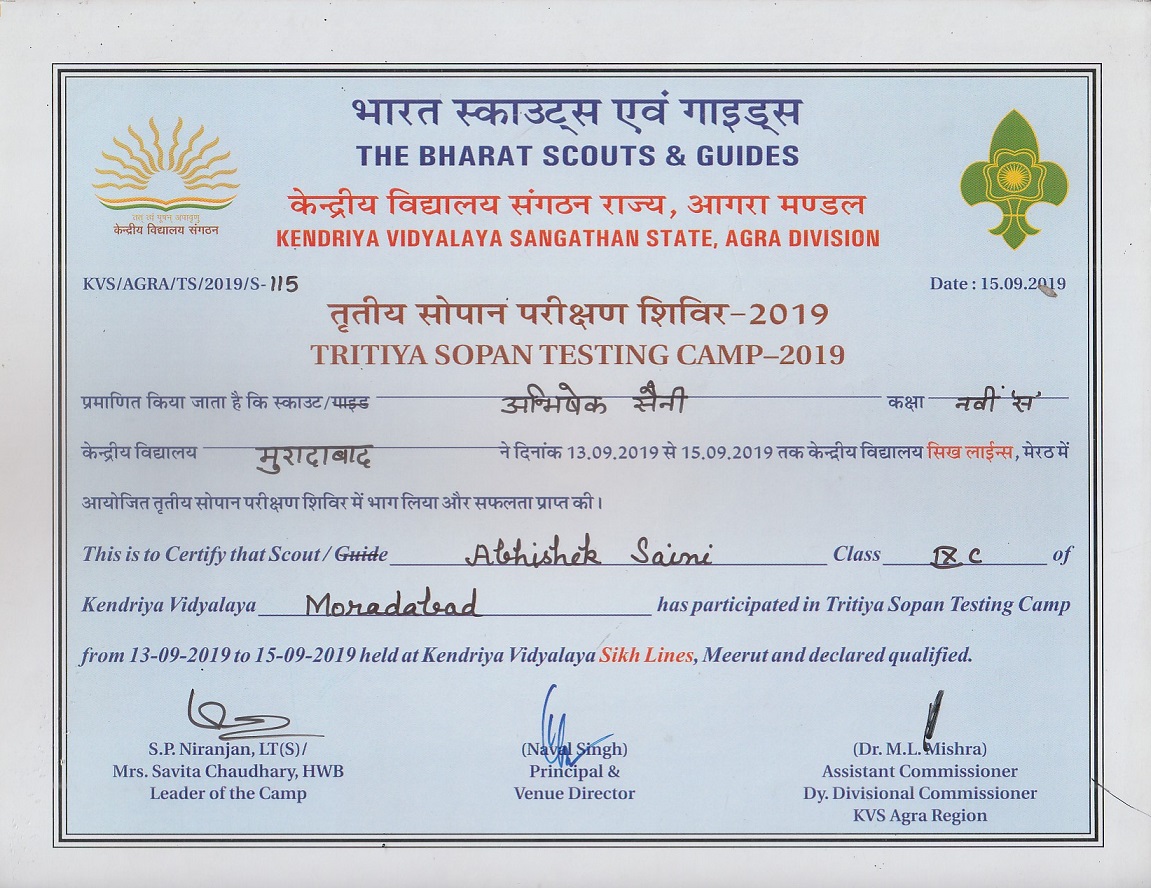 भारत स्काउट्स एवं गाइड्स
THE BHARAT SCOUTS & GUIDES
केन्द्रीय विद्यालय संगठन राज्य, आगरा मण्डल
KENDRIYA VIDYALAYA SANGATHAN STATE, AGRA DIVISION
तत् त्वं पूषन् अपावृणु
केन्द्रीय विद्यालय संगठन
KVS/AGRA/TS/2019/S-115
Date : 15.09.2019
तृतीय सोपान परीक्षण शिविर–2019
TRITIYA SOPAN TESTING CAMP–2019
प्रमाणित किया जाता है कि स्काउट/गाइड अभिषेक सैनी कक्षा नवीं 'स'
केन्द्रीय विद्यालय मुरादाबाद ने दिनांक 13.09.2019 से 15.09.2019 तक केन्द्रीय विद्यालय सिख लाईन्स, मेरठ में
आयोजित तृतीय सोपान परीक्षण शिविर में भाग लिया और सफलता प्राप्त की।
This is to Certify that Scout / Guide Abhishek Saini Class IX C of
Kendriya Vidyalaya Moradabad has participated in Tritiya Sopan Testing Camp
from 13-09-2019 to 15-09-2019 held at Kendriya Vidyalaya Sikh Lines, Meerut and declared qualified.
S.P. Niranjan, LT(S)/
Mrs. Savita Chaudhary, HWB
Leader of the Camp
(Naval Singh)
Principal &
Venue Director
(Dr. M.L. Mishra)
Assistant Commissioner
Dy. Divisional Commissioner
KVS Agra Region